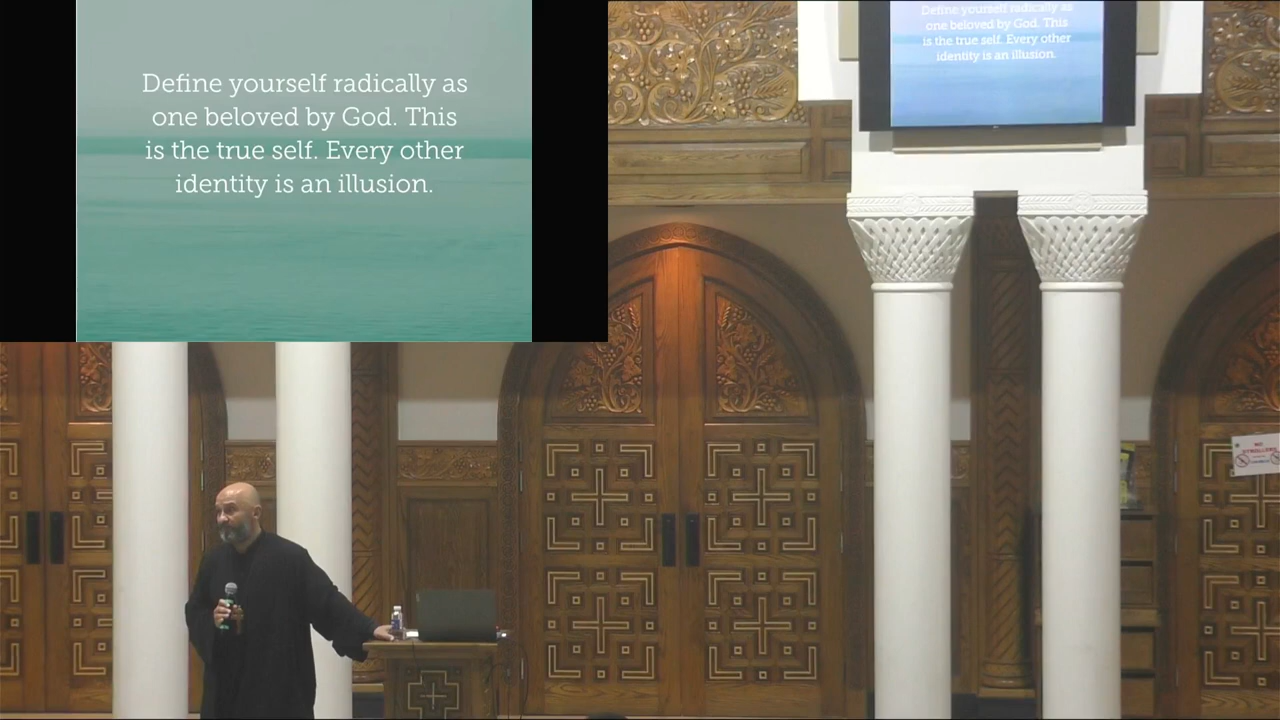 Define yourself radically as
one beloved by God. This
is the true self. Every other
identity is an illusion.
Define yourself radically as
one beloved by God. This
is the true self. Every other
identity is an illusion.
NO
STROLLERS